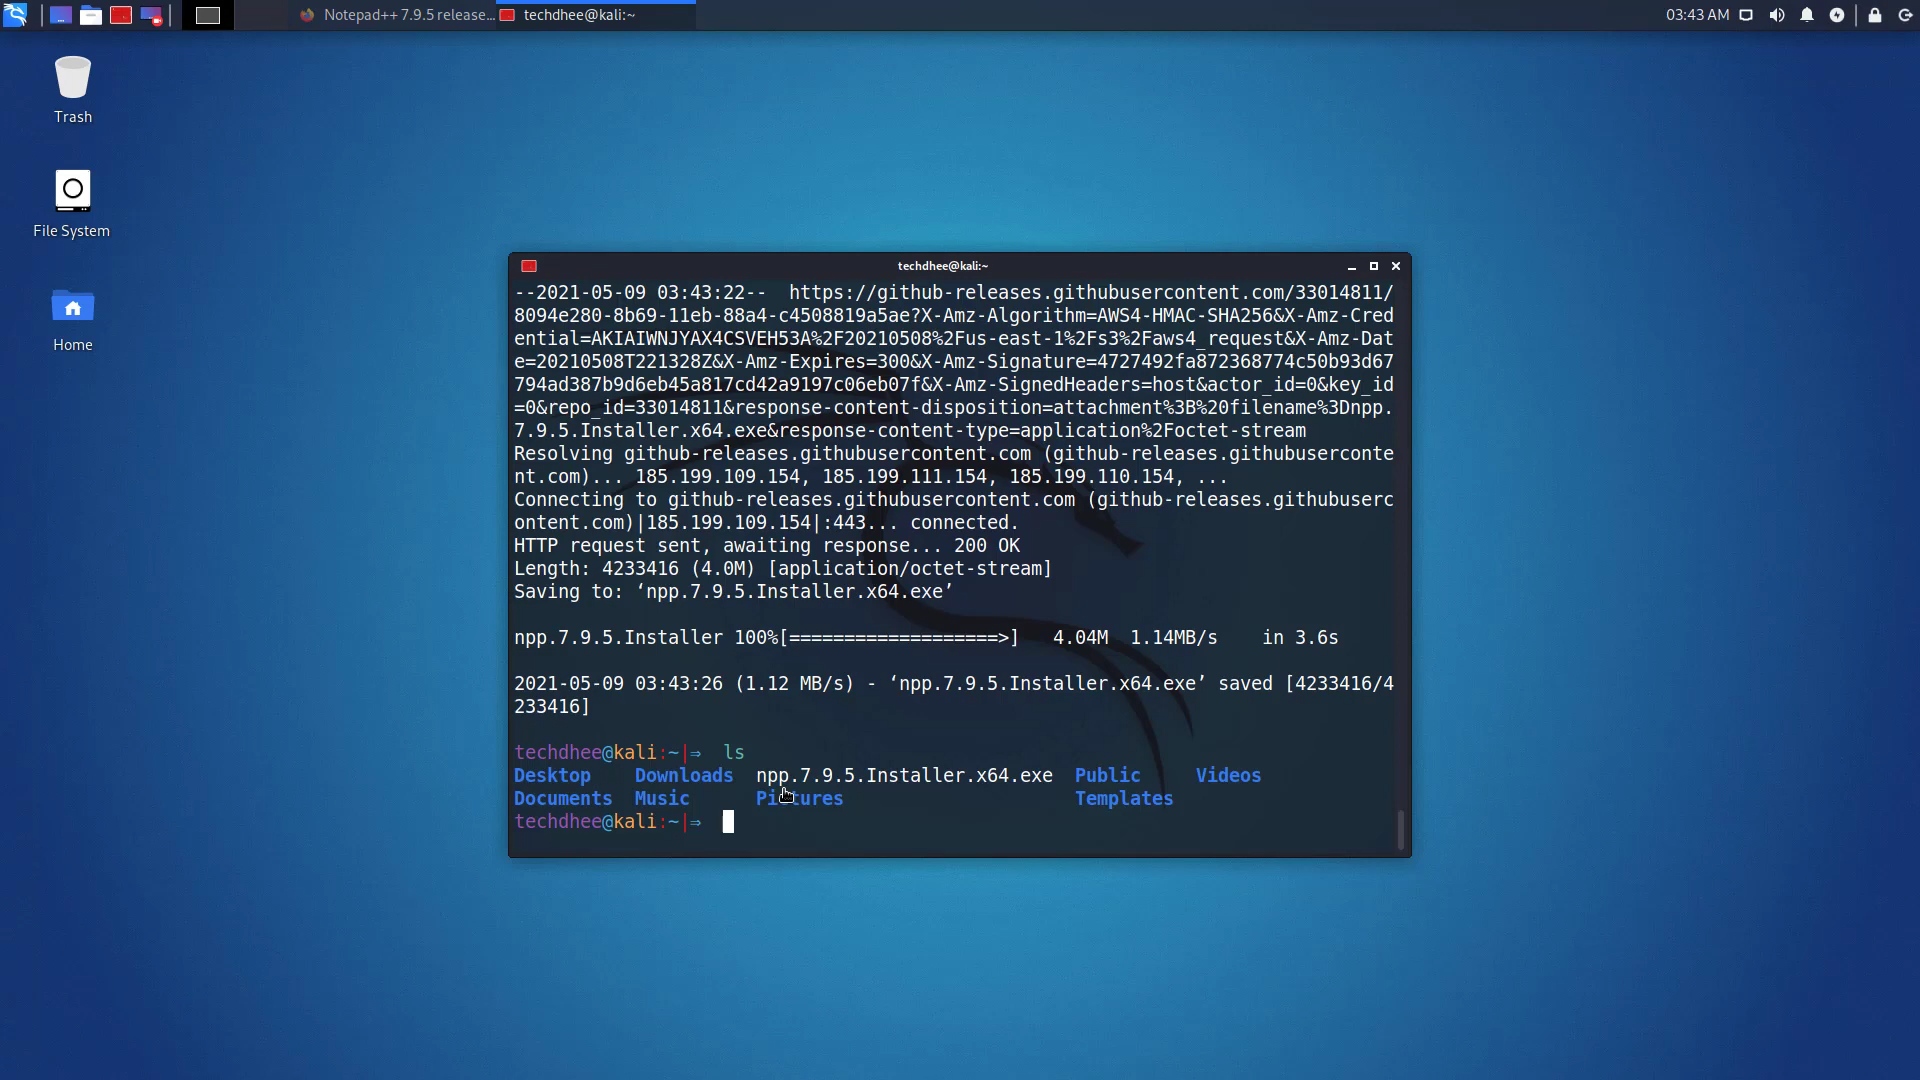 Notepad++ 7.9.5 release...
techdhee@kali:~
03:43 AM
Trash
File System
Home
techdhee@kali:~
--2021-05-09 03:43:22--  https://github-releases.githubusercontent.com/33014811/
8094e280-8b69-11eb-88a4-c4508819a5ae?X-Amz-Algorithm=AWS4-HMAC-SHA256&X-Amz-Cred
ential=AKIAIWNJYAX4CSVEH53A%2F20210508%2Fus-east-1%2Fs3%2Faws4_request&X-Amz-Dat
e=20210508T221328Z&X-Amz-Expires=300&X-Amz-Signature=4727492fa872368774c50b93d67
794ad387b9d6eb45a817cd42a9197c06eb07f&X-Amz-SignedHeaders=host&actor_id=0&key_id
=0&repo_id=33014811&response-content-disposition=attachment%3B%20filename%3Dnpp.
7.9.5.Installer.x64.exe&response-content-type=application%2Foctet-stream
Resolving github-releases.githubusercontent.com (github-releases.githubuserconte
nt.com)... 185.199.109.154, 185.199.111.154, 185.199.110.154, ...
Connecting to github-releases.githubusercontent.com (github-releases.githubuserc
ontent.com)|185.199.109.154|:443... connected.
HTTP request sent, awaiting response... 200 OK
Length: 4233416 (4.0M) [application/octet-stream]
Saving to: ‘npp.7.9.5.Installer.x64.exe’
npp.7.9.5.Installer 100%[===================>]   4.04M  1.14MB/s    in 3.6s
2021-05-09 03:43:26 (1.12 MB/s) - ‘npp.7.9.5.Installer.x64.exe’ saved [4233416/4
233416]
techdhee@kali:~|⇒  ls
Desktop    Downloads  npp.7.9.5.Installer.x64.exe  Public     Videos
Documents  Music      Pictures                     Templates
techdhee@kali:~|⇒